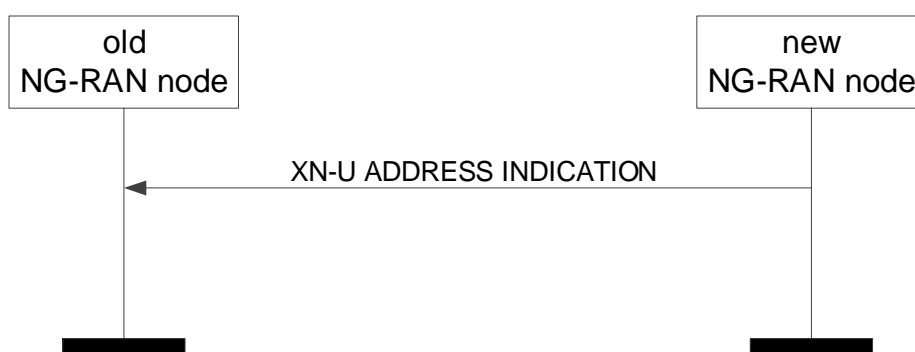 old
NG-RAN node
new
NG-RAN node
XN-U ADDRESS INDICATION